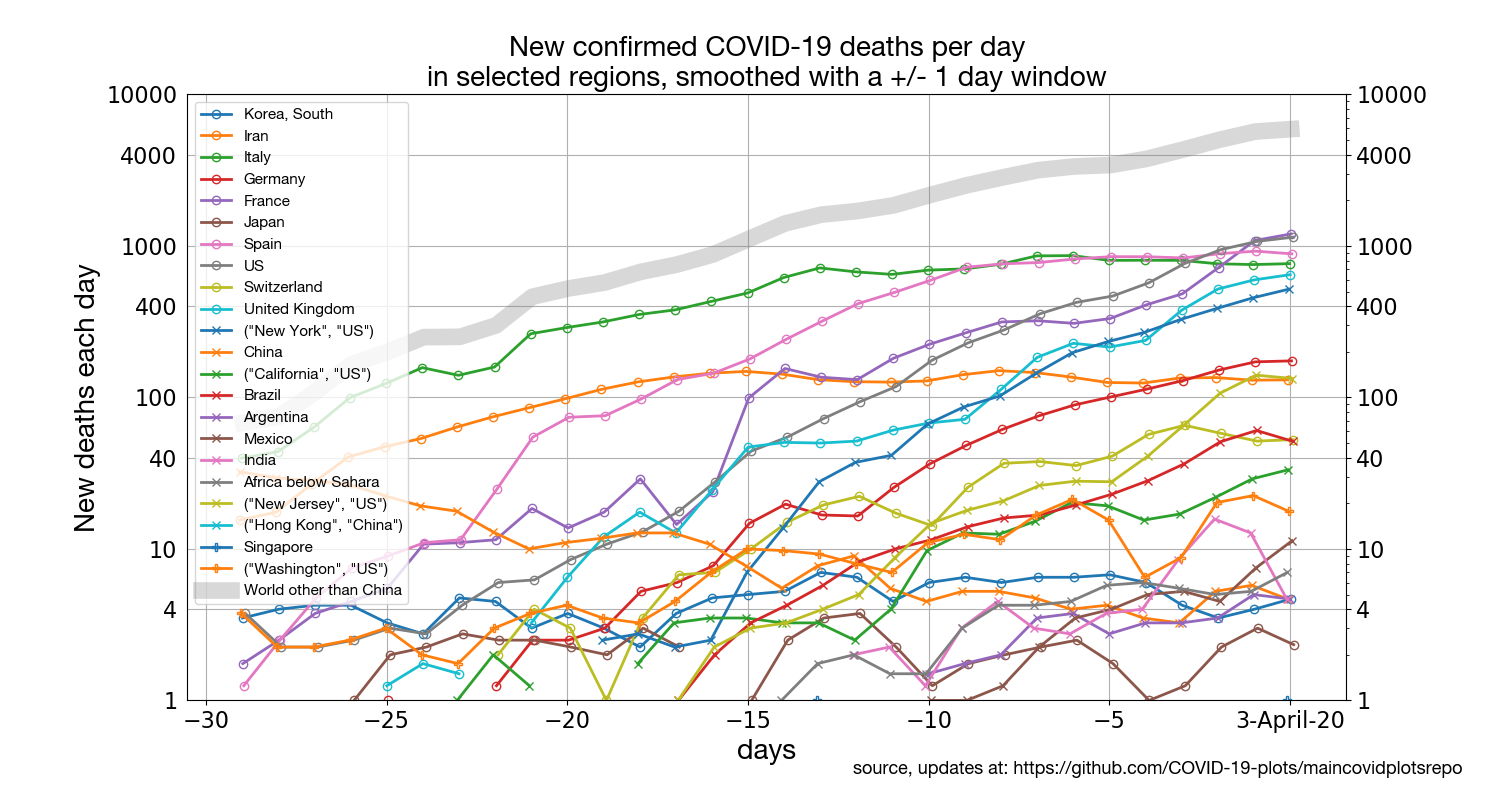 New confirmed COVID-19 deaths per day
in selected regions, smoothed with a +/- 1 day window
10000
4000
1000
400
100
40
10
4
1
New deaths each day
Korea, South
Iran
Italy
Germany
France
Japan
Spain
US
Switzerland
United Kingdom
("New York", "US")
China
("California", "US")
Brazil
Argentina
Mexico
India
Africa below Sahara
("New Jersey", "US")
("Hong Kong", "China")
Singapore
("Washington", "US")
World other than China
10000
4000
1000
400
100
40
10
4
1
−30 −25 −20 −15 −10 −5 3-April-20
days
source, updates at: https://github.com/COVID-19-plots/maincovidplotsrepo